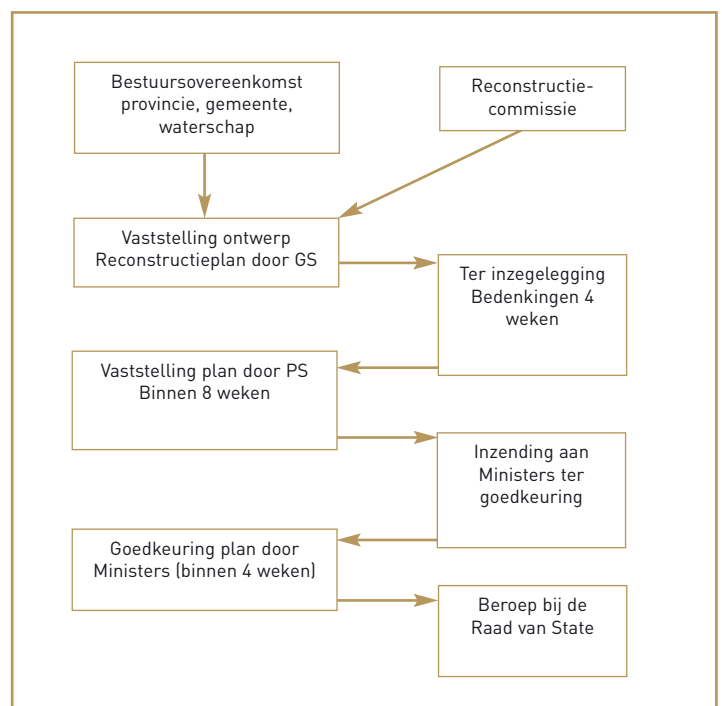 Bestuursovereenkomst
provincie, gemeente,
waterschap
Reconstructie-
commissie
Vaststelling ontwerp
Reconstructieplan door GS
Ter inzegelegging
Bedenkingen 4
weken
Vaststelling plan door PS
Binnen 8 weken
Inzending aan
Ministers ter
goedkeuring
Goedkeuring plan door
Ministers (binnen 4 weken)
Beroep bij de
Raad van State